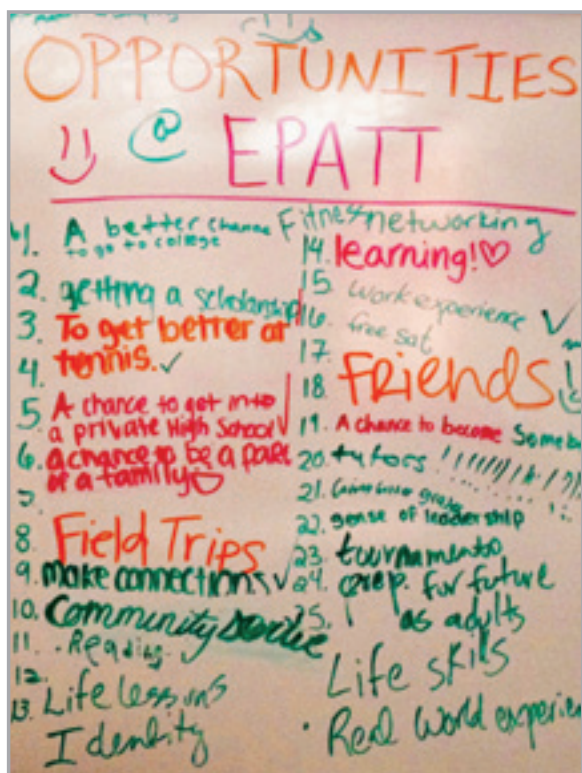 OPPORTUNITIES
@ EPATT
1. A better chance
to go to college
2. getting a scholarship
3. To get better at
4. tennis. ✓
5. A chance to get into
a private High School ✓
6. a chance to be a part
of a family
7.
8. Field Trips
9. make connections ✓
10. Community
11. Reading
12.
13. Life lessons
Identity
Fitness networking
14. learning! ♡
15. work experience ✓
16. free sat
17.
18. Friends
19. A chance to become Someb
20. tutors !!!!!!!!!
21.
22. sense of leadership
23. tournaments
24. prep. for future
25. as adults
Life skills
Real World experien